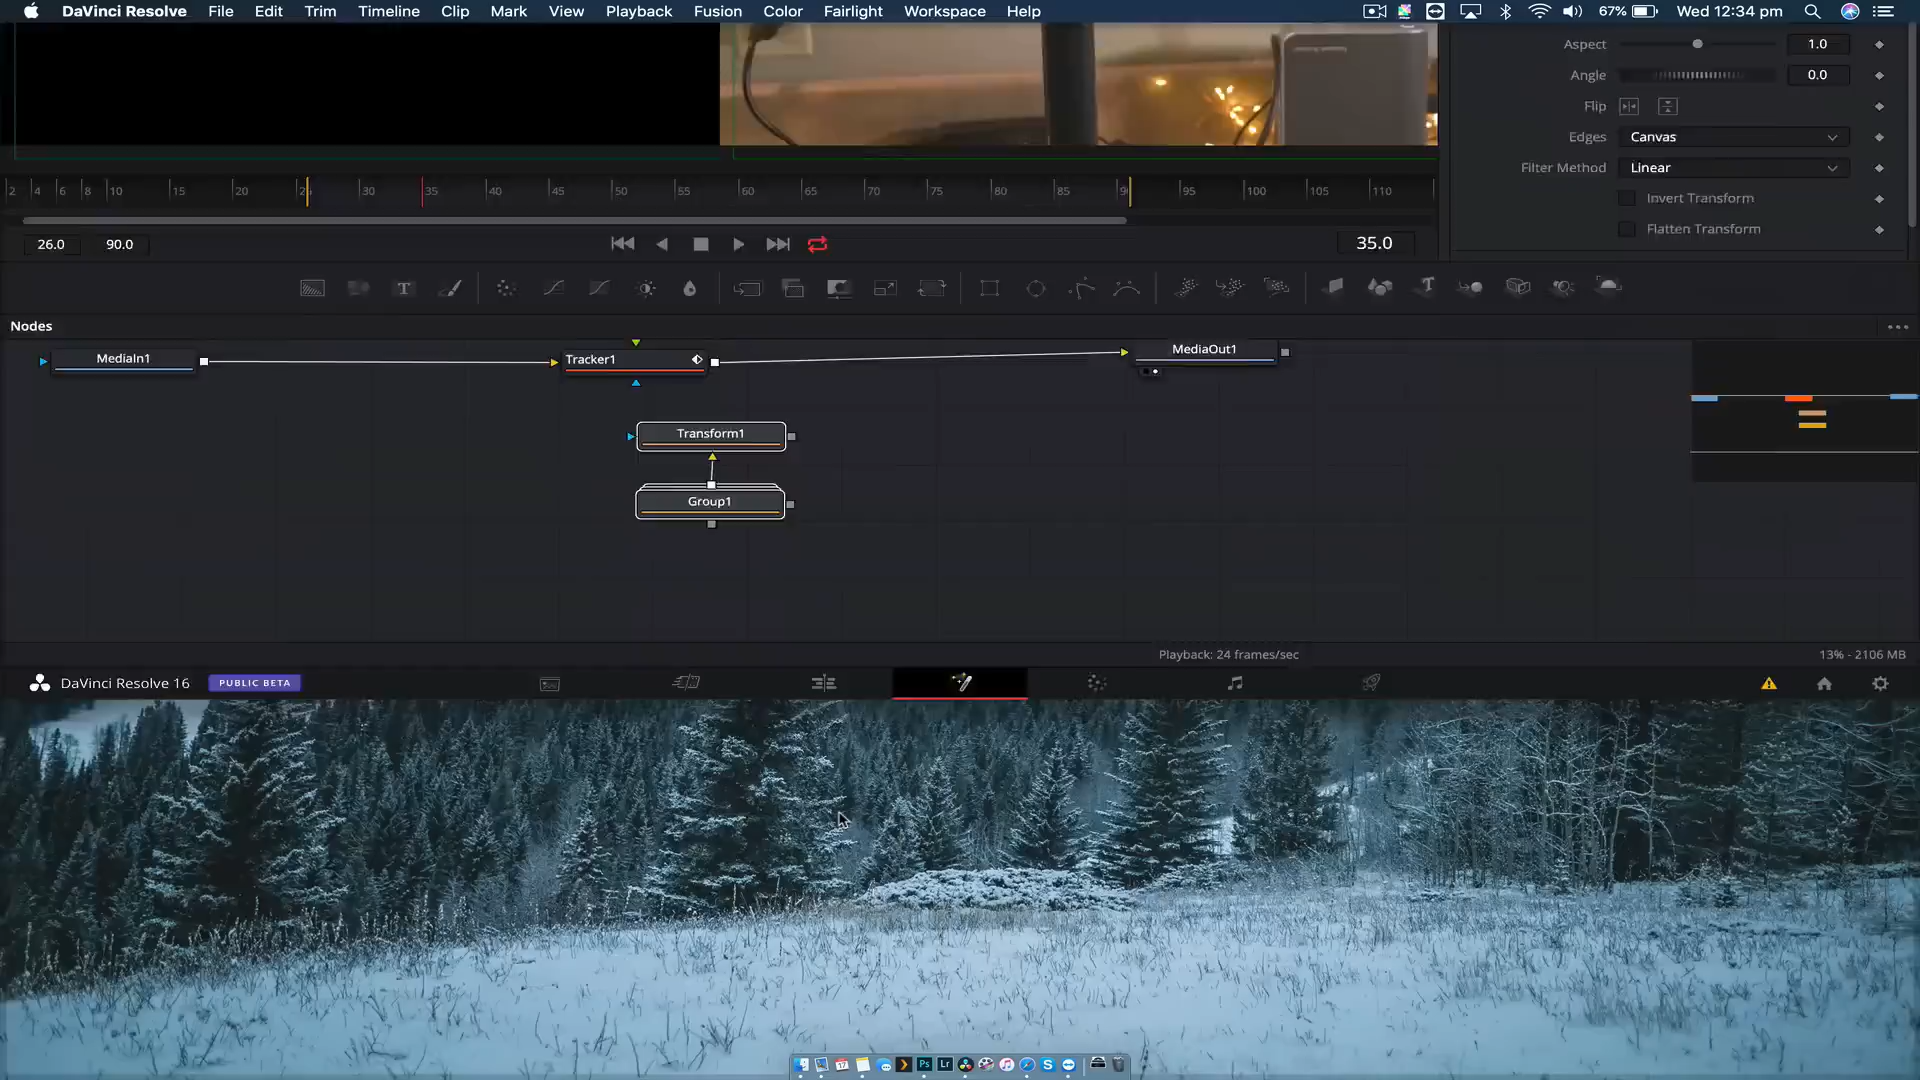 DaVinci Resolve File Edit Trim Timeline Clip Mark View Playback Fusion Color Fairlight Workspace Help 67% Wed 12:34 pm
Aspect 1.0
Angle 0.0
Flip
Edges Canvas
Filter Method Linear
Invert Transform
Flatten Transform
2 4 6 8 10 15 20 25 30 35 40 45 50 55 60 65 70 75 80 85 90 95 100 105 110
26.0 90.0 35.0
Nodes
MediaIn1 Tracker1 MediaOut1
Transform1
Group1
Playback: 24 frames/sec 13% - 2106 MB
DaVinci Resolve 16 PUBLIC BETA
17 Ps Lr